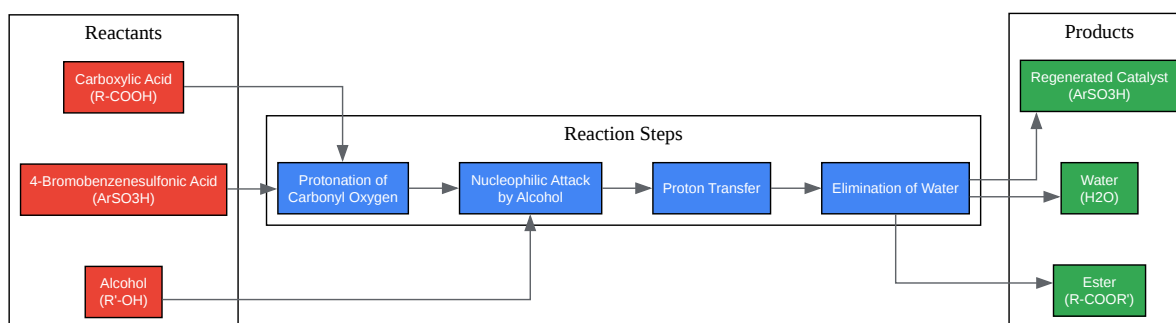 Reactants
Carboxylic Acid
(R-COOH)
4-Bromobenzenesulfonic Acid
(ArSO3H)
Alcohol
(R'-OH)
Reaction Steps
Protonation of
Carbonyl Oxygen
Nucleophilic Attack
by Alcohol
Proton Transfer
Elimination of Water
Products
Regenerated Catalyst
(ArSO3H)
Water
(H2O)
Ester
(R-COOR')